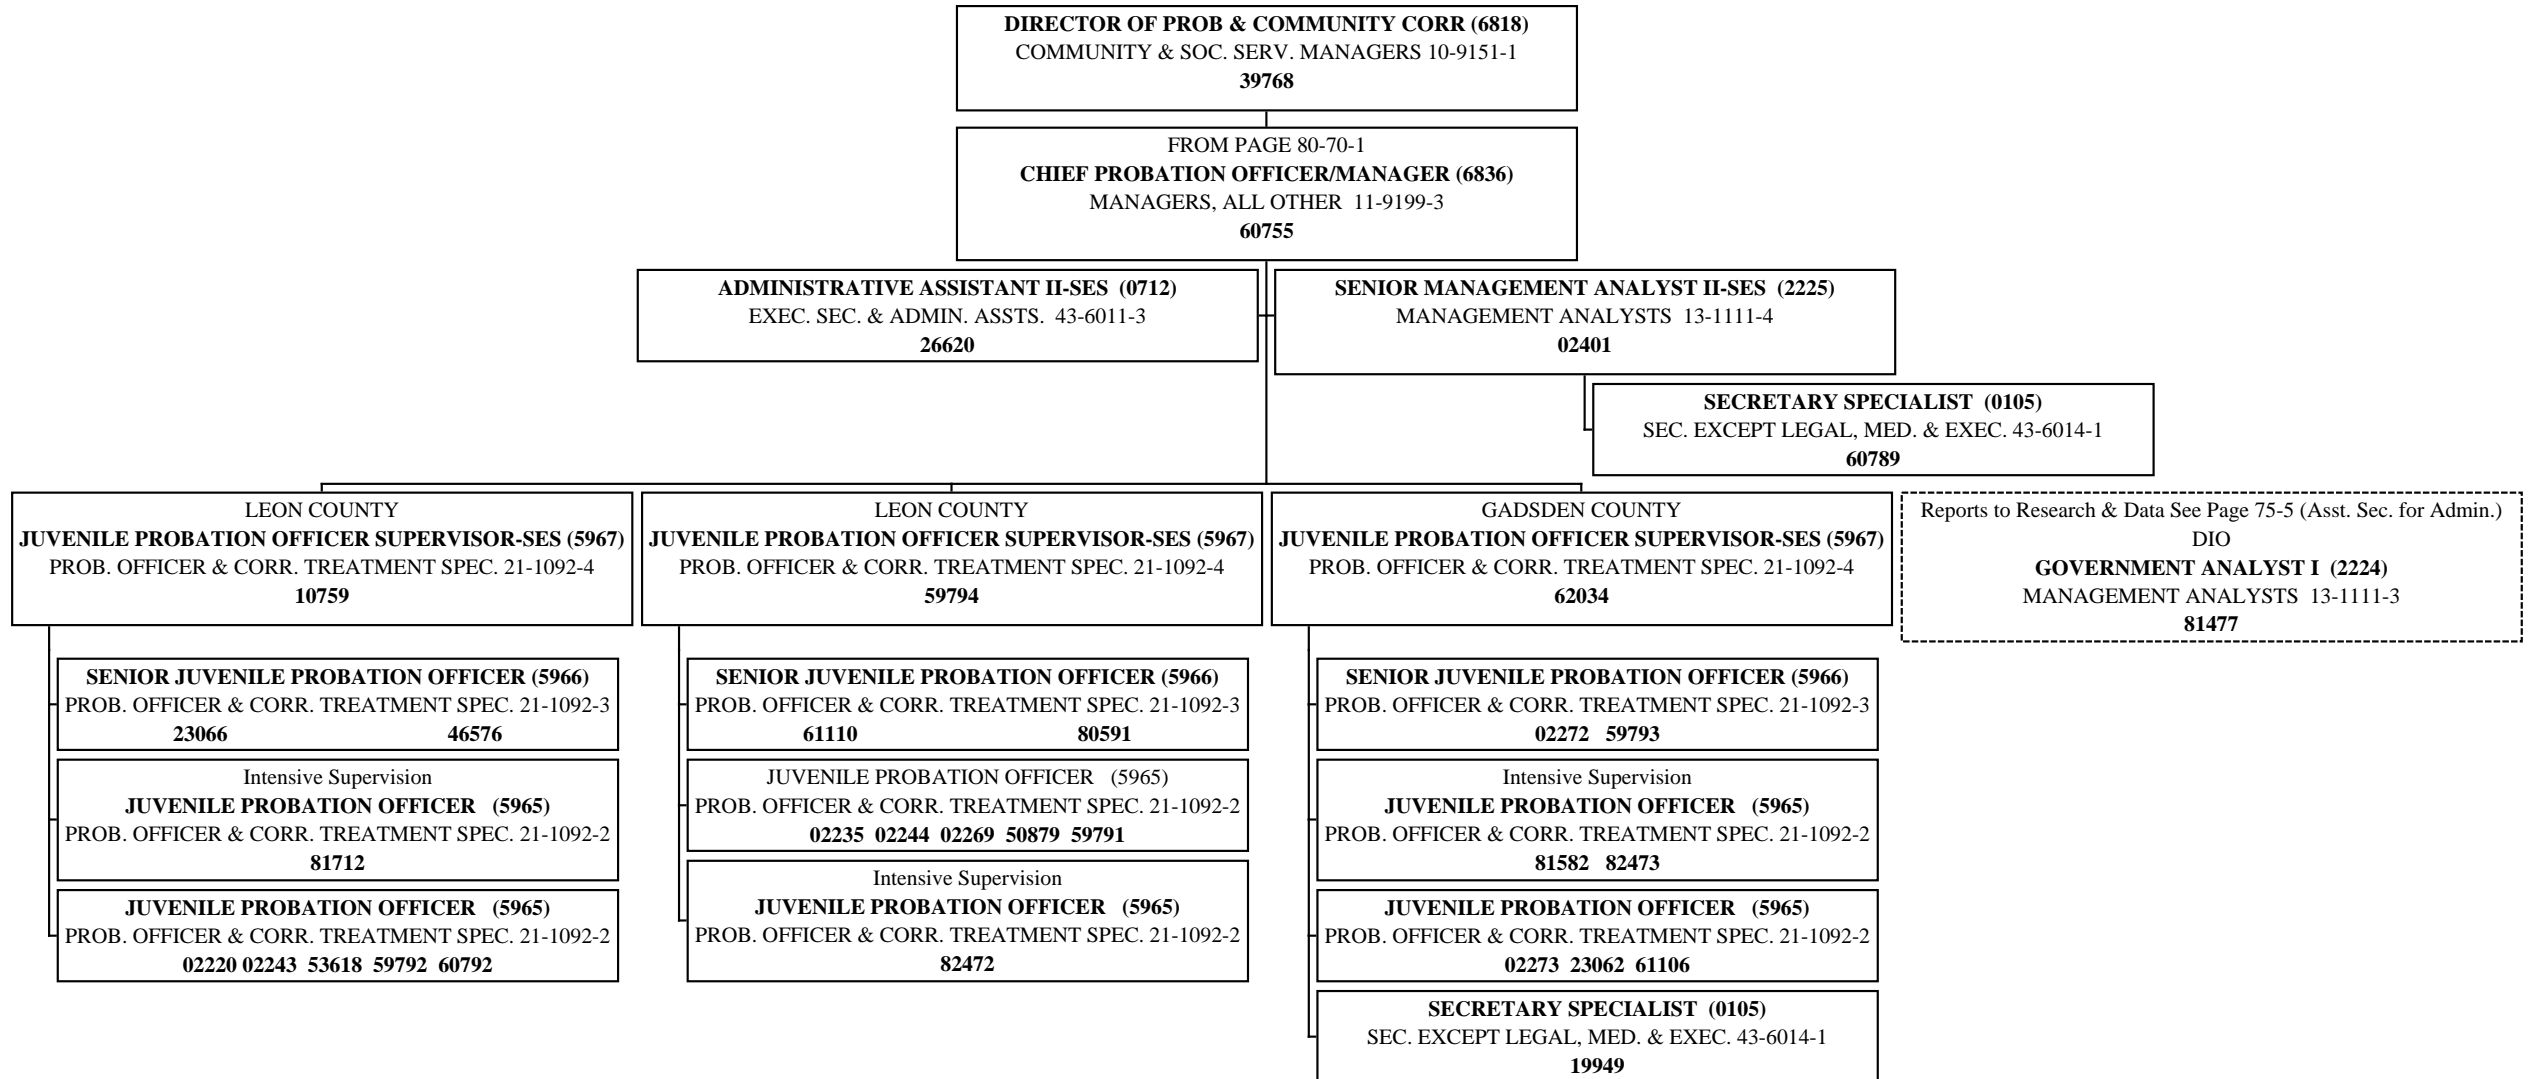 DIRECTOR OF PROB & COMMUNITY CORR (6818)
COMMUNITY & SOC. SERV. MANAGERS 10-9151-1
39768
FROM PAGE 80-70-1
CHIEF PROBATION OFFICER/MANAGER (6836)
MANAGERS, ALL OTHER 11-9199-3
60755
ADMINISTRATIVE ASSISTANT II-SES (0712)
EXEC. SEC. & ADMIN. ASSTS. 43-6011-3
26620
SENIOR MANAGEMENT ANALYST II-SES (2225)
MANAGEMENT ANALYSTS 13-1111-4
02401
SECRETARY SPECIALIST (0105)
SEC. EXCEPT LEGAL, MED. & EXEC. 43-6014-1
60789
LEON COUNTY
JUVENILE PROBATION OFFICER SUPERVISOR-SES (5967)
PROB. OFFICER & CORR. TREATMENT SPEC. 21-1092-4
10759
SENIOR JUVENILE PROBATION OFFICER (5966)
PROB. OFFICER & CORR. TREATMENT SPEC. 21-1092-3
23066 46576
Intensive Supervision
JUVENILE PROBATION OFFICER (5965)
PROB. OFFICER & CORR. TREATMENT SPEC. 21-1092-2
81712
JUVENILE PROBATION OFFICER (5965)
PROB. OFFICER & CORR. TREATMENT SPEC. 21-1092-2
02220 02243 53618 59792 60792
LEON COUNTY
JUVENILE PROBATION OFFICER SUPERVISOR-SES (5967)
PROB. OFFICER & CORR. TREATMENT SPEC. 21-1092-4
59794
SENIOR JUVENILE PROBATION OFFICER (5966)
PROB. OFFICER & CORR. TREATMENT SPEC. 21-1092-3
61110 80591
JUVENILE PROBATION OFFICER (5965)
PROB. OFFICER & CORR. TREATMENT SPEC. 21-1092-2
02235 02244 02269 50879 59791
Intensive Supervision
JUVENILE PROBATION OFFICER (5965)
PROB. OFFICER & CORR. TREATMENT SPEC. 21-1092-2
82472
GADSDEN COUNTY
JUVENILE PROBATION OFFICER SUPERVISOR-SES (5967)
PROB. OFFICER & CORR. TREATMENT SPEC. 21-1092-4
62034
SENIOR JUVENILE PROBATION OFFICER (5966)
PROB. OFFICER & CORR. TREATMENT SPEC. 21-1092-3
02272 59793
Intensive Supervision
JUVENILE PROBATION OFFICER (5965)
PROB. OFFICER & CORR. TREATMENT SPEC. 21-1092-2
81582 82473
JUVENILE PROBATION OFFICER (5965)
PROB. OFFICER & CORR. TREATMENT SPEC. 21-1092-2
02273 23062 61106
SECRETARY SPECIALIST (0105)
SEC. EXCEPT LEGAL, MED. & EXEC. 43-6014-1
19949
Reports to Research & Data See Page 75-5 (Asst. Sec. for Admin.)
DIO
GOVERNMENT ANALYST I (2224)
MANAGEMENT ANALYSTS 13-1111-3
81477